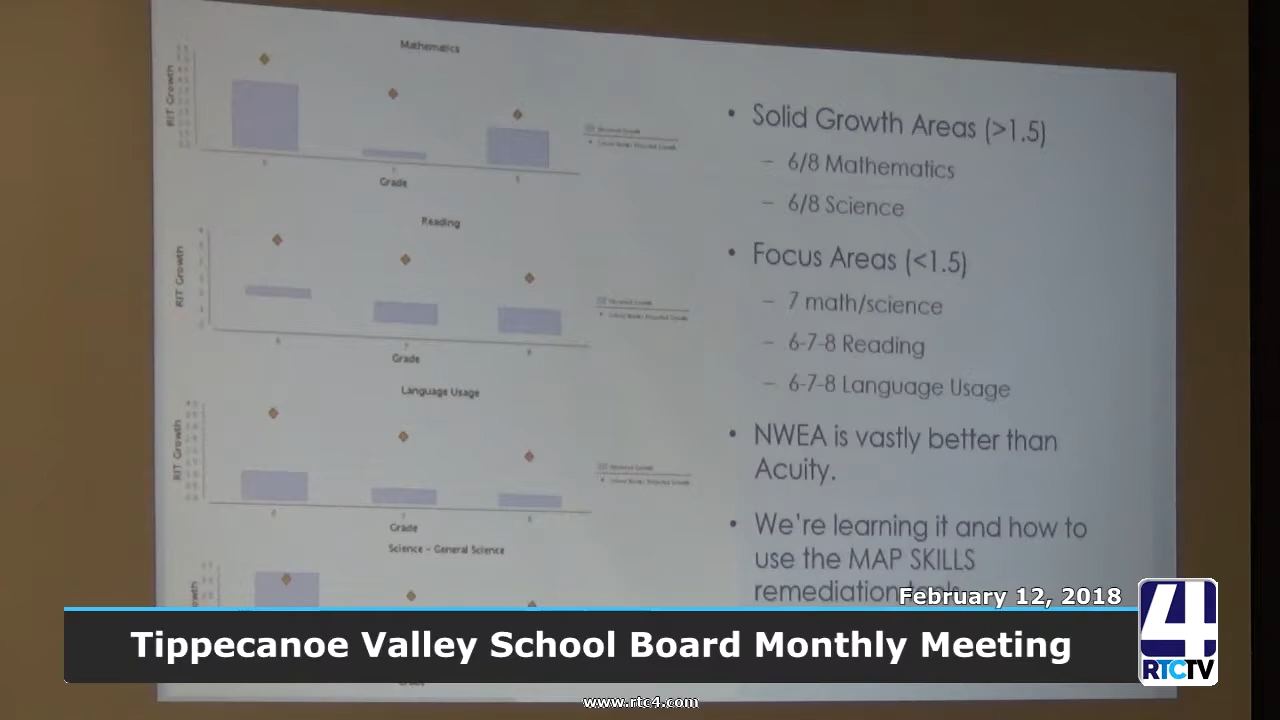 Mathematics
RIT Growth
Grade
Reading
RIT Growth
Grade
Language Usage
RIT Growth
Grade
Science - General Science
• Solid Growth Areas (>1.5)
– 6/8 Mathematics
– 6/8 Science
• Focus Areas (<1.5)
– 7 math/science
– 6-7-8 Reading
– 6-7-8 Language Usage
• NWEA is vastly better than
Acuity.
• We're learning it and how to
use the MAP SKILLS
remediation
February 12, 2018
Tippecanoe Valley School Board Monthly Meeting
4
RTCTV
www.rtc4.com